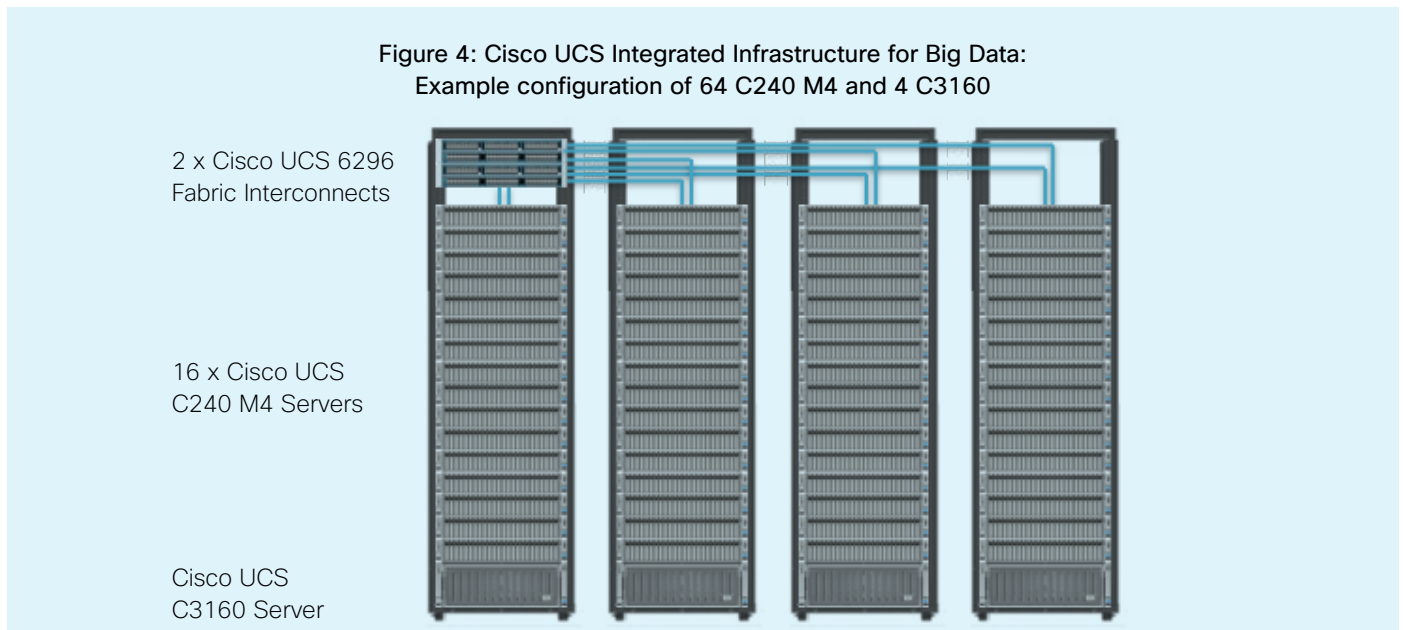 Figure 4: Cisco UCS Integrated Infrastructure for Big Data:
Example configuration of 64 C240 M4 and 4 C3160
2 x Cisco UCS 6296
Fabric Interconnects
16 x Cisco UCS
C240 M4 Servers
Cisco UCS
C3160 Server